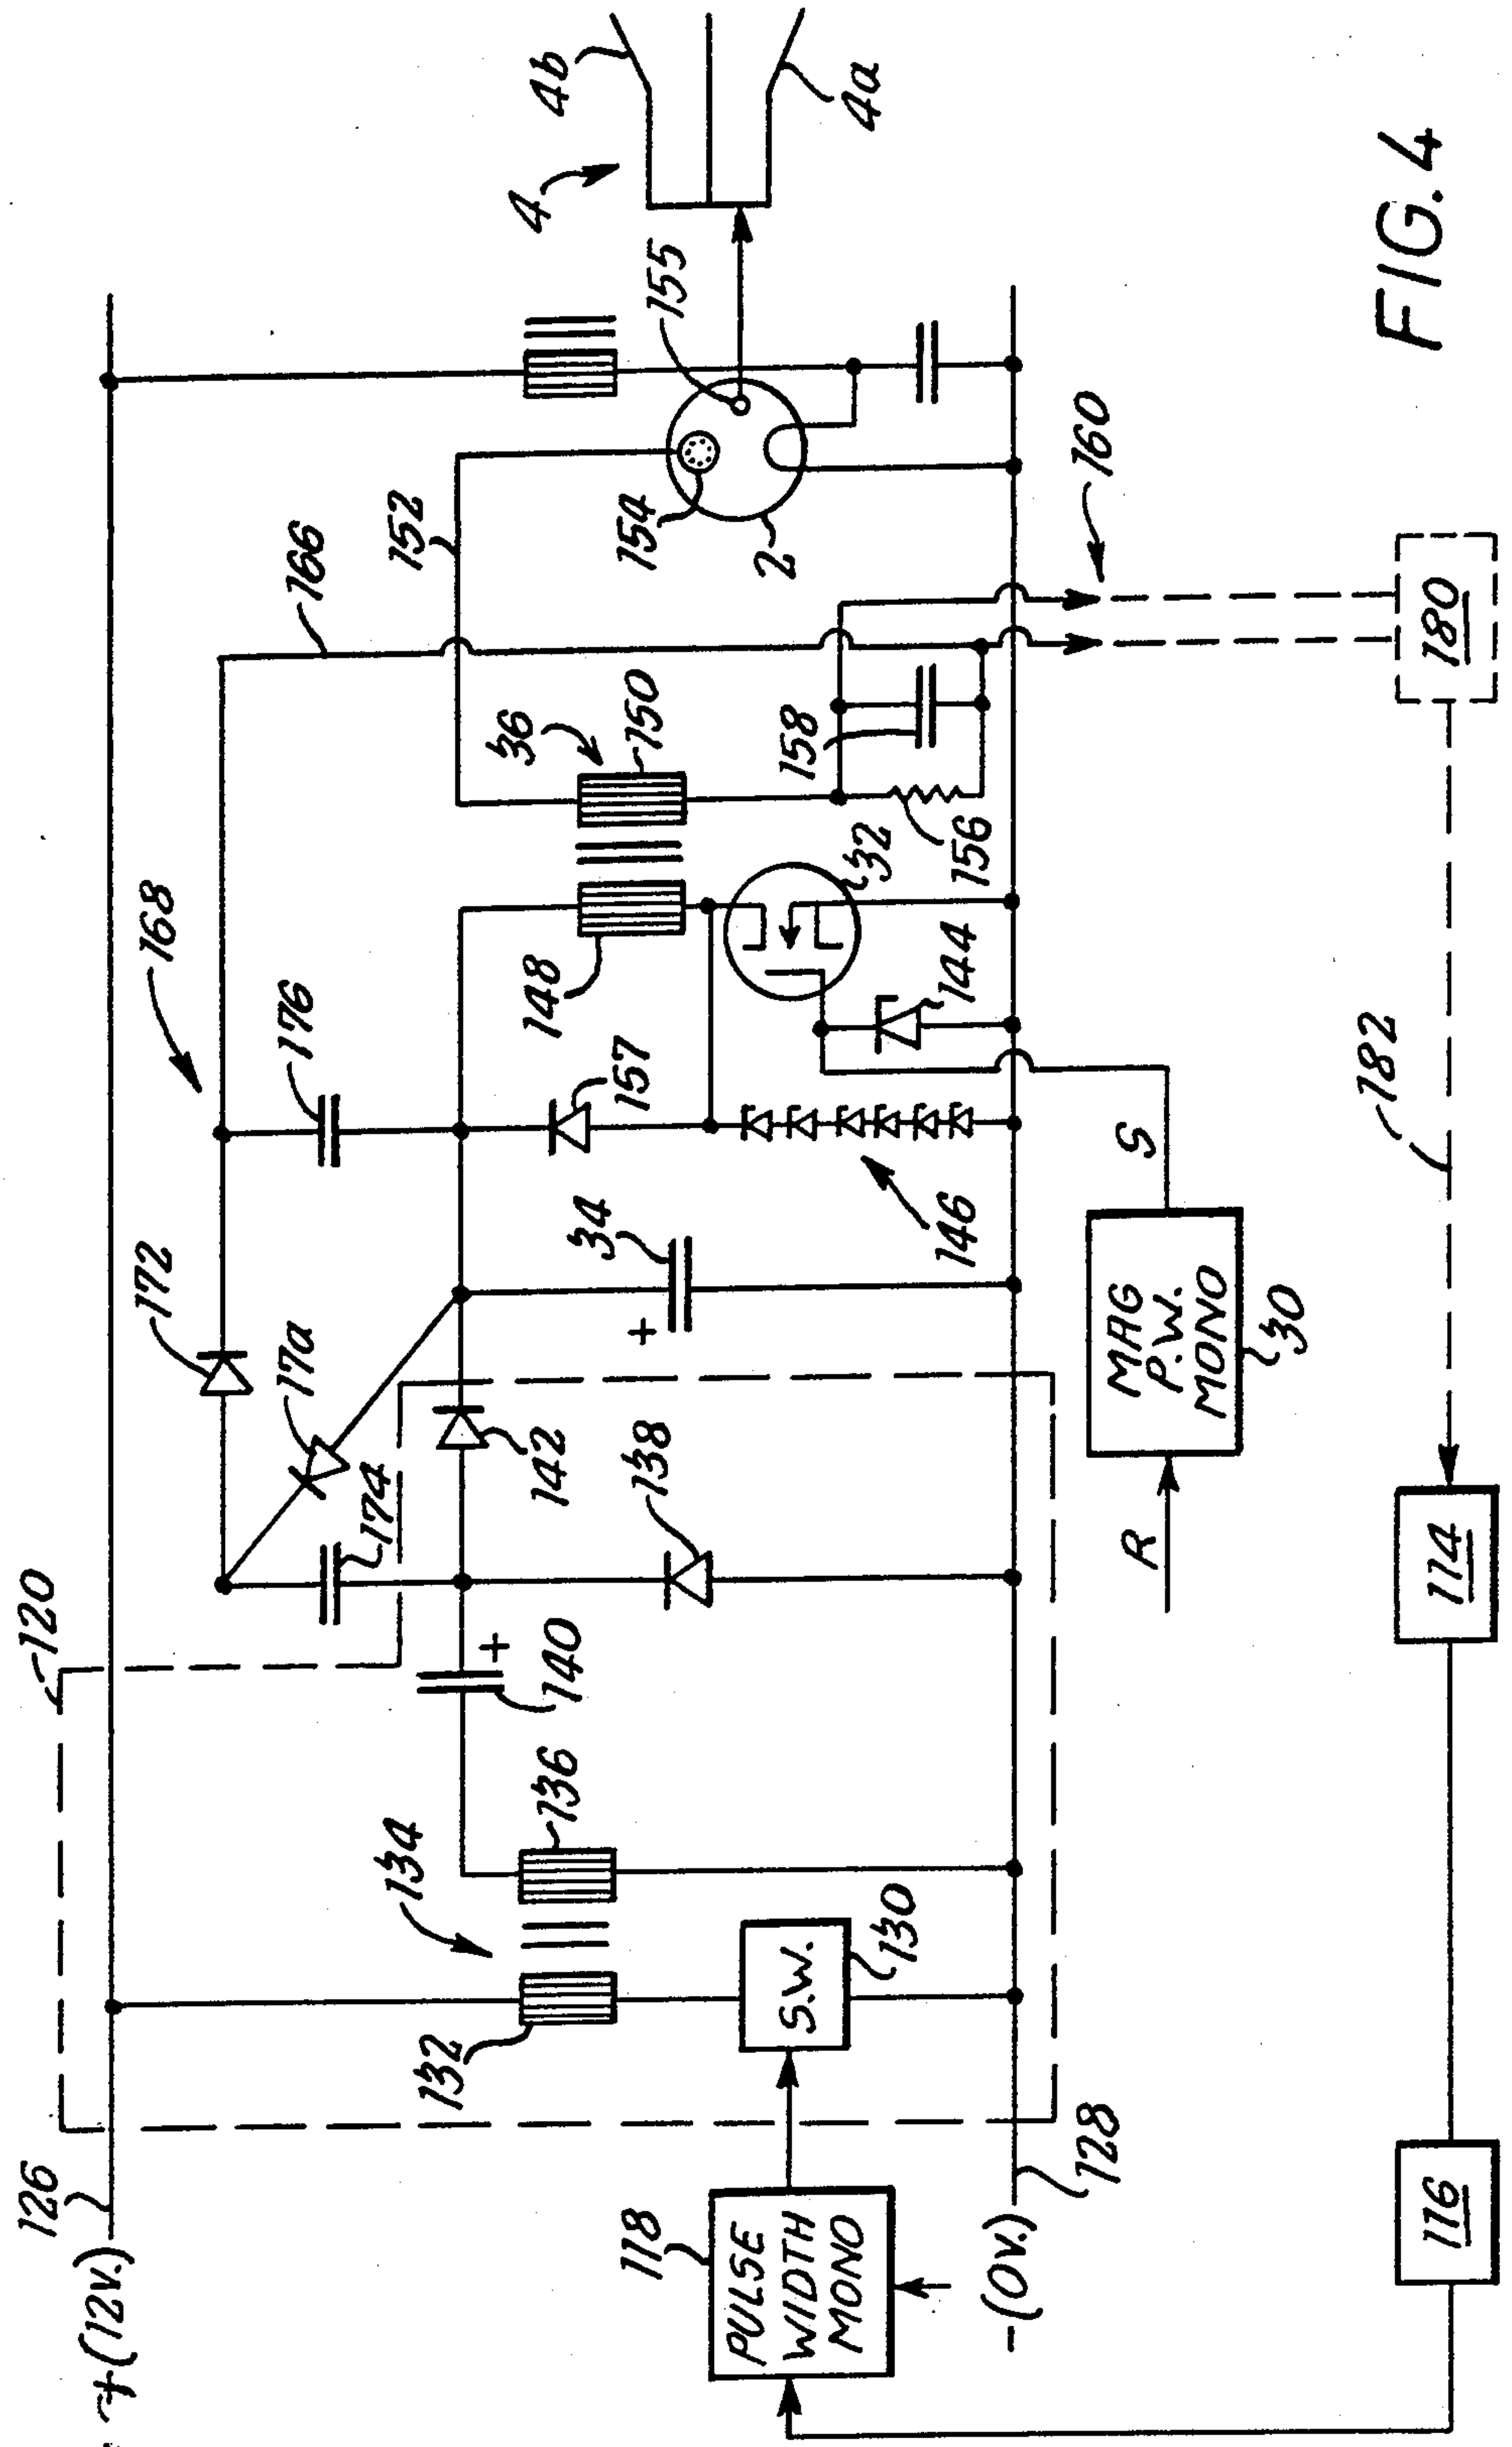 +(12v.)
126
120
172
168
176
166
17a
174
152
4b
4
4a
155
154
2
36
150
148
157
34
142
138
140
134
136
132
S.W.
130
118
PULSE
WIDTH
MONO
-(0v.)
128
+
+
146
144
32
156
158
160
S
MAG
P.W.
MONO
30
R
116
114
182
180
FIG. 4